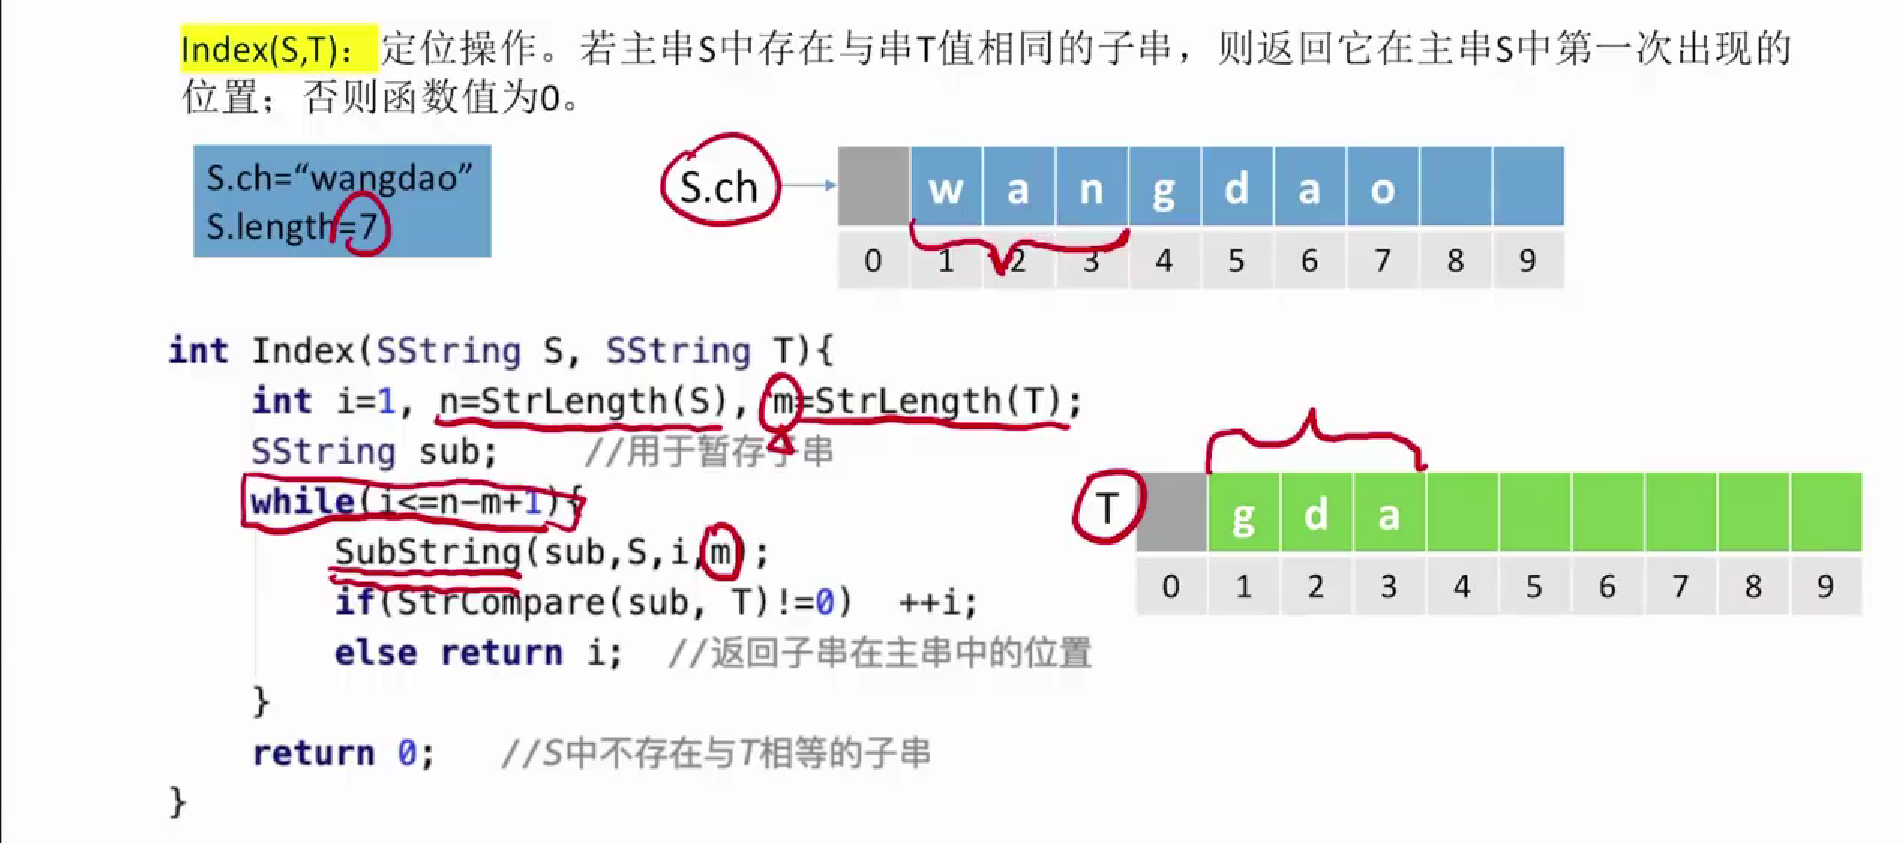 Index(S,T)：定位操作。若主串S中存在与串T值相同的子串，则返回它在主串S中第一次出现的
位置；否则函数值为0。
S.ch=“wangdao”
S.length=7
S.ch
w a n g d a o
0 1 2 3 4 5 6 7 8 9
int Index(SString S, SString T){
int i=1, n=StrLength(S), m=StrLength(T);
SString sub; //用于暂存子串
while(i<=n-m+1){
SubString(sub,S,i,m);
if(StrCompare(sub, T)!=0) ++i;
else return i; //返回子串在主串中的位置
}
return 0; //S中不存在与T相等的子串
}
T
g d a
0 1 2 3 4 5 6 7 8 9